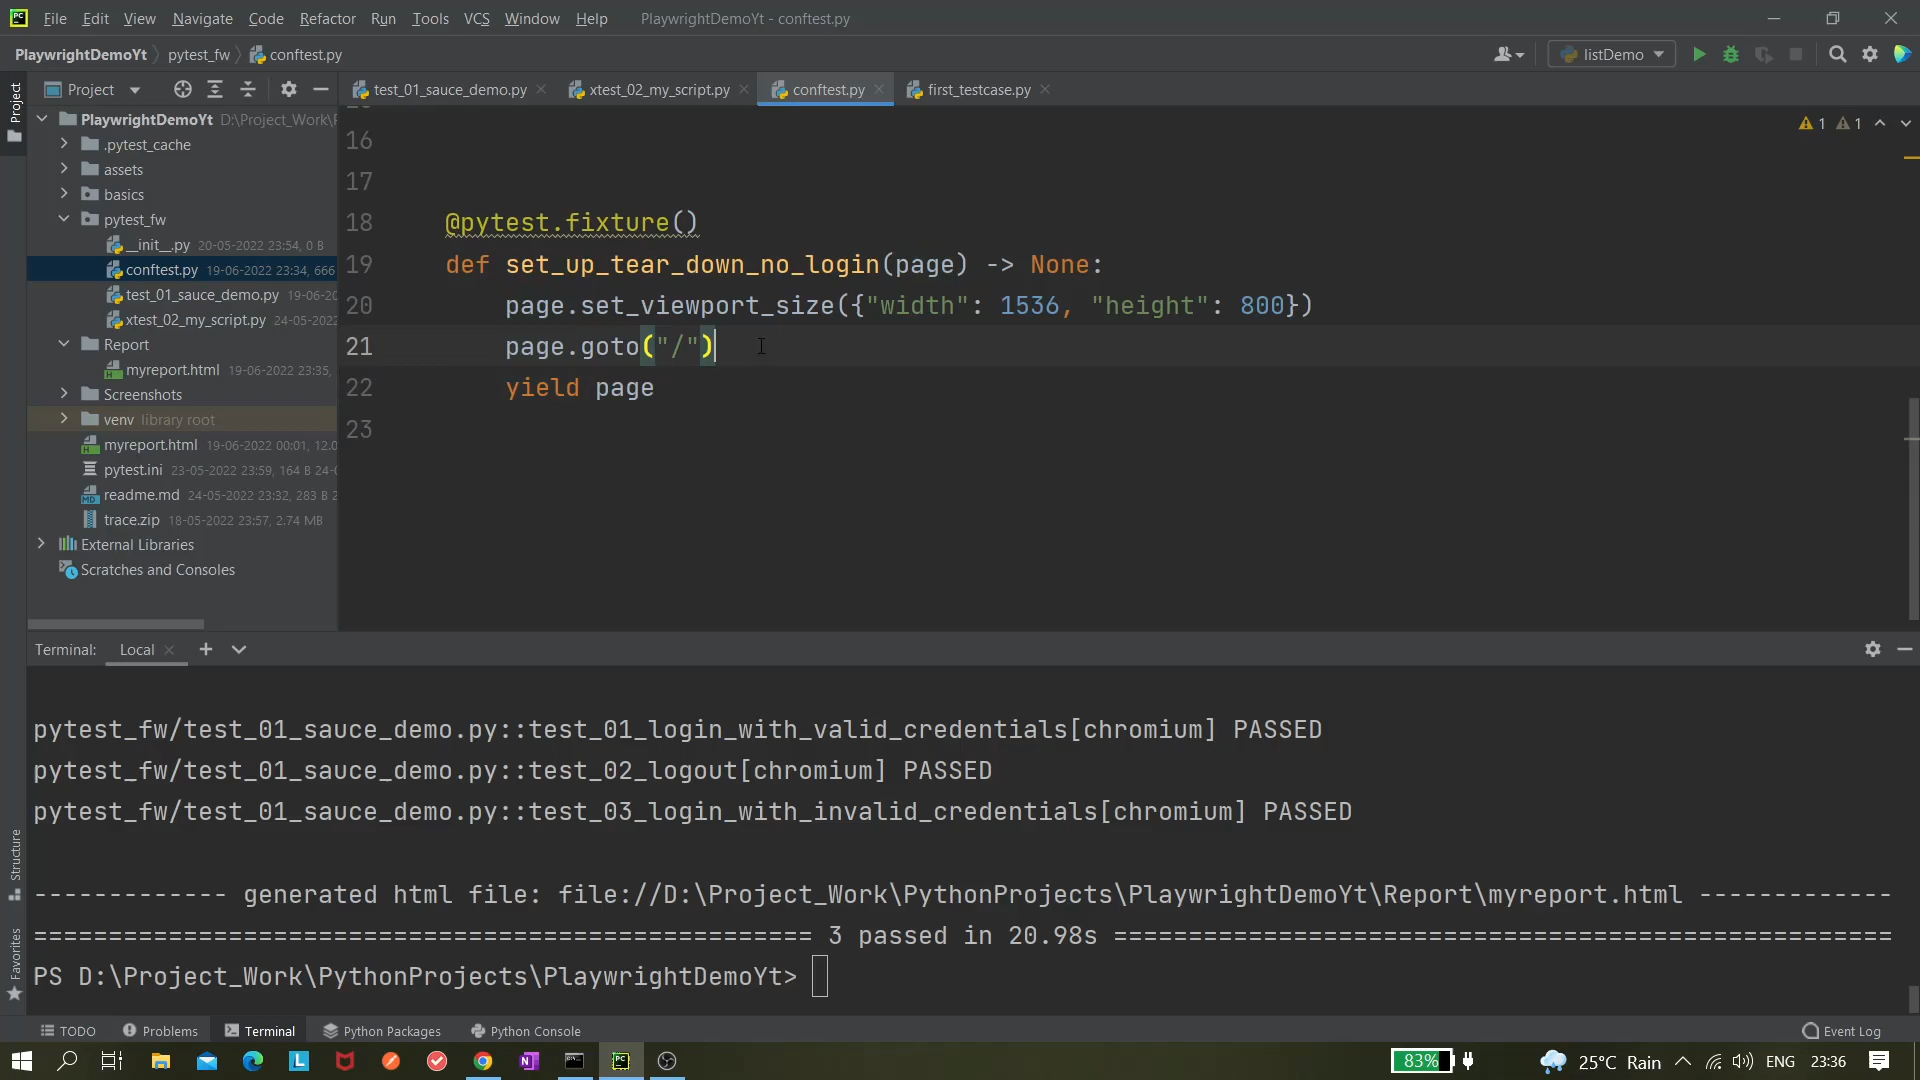 PC File Edit View Navigate Code Refactor Run Tools VCS Window Help PlaywrightDemoYt - conftest.py
PlaywrightDemoYt pytest_fw conftest.py listDemo
Project
Project
test_01_sauce_demo.py xtest_02_my_script.py conftest.py first_testcase.py
PlaywrightDemoYt D:\Project_Work\
.pytest_cache
assets
basics
pytest_fw
__init__.py 20-05-2022 23:54, 0 B
conftest.py 19-06-2022 23:34, 666
test_01_sauce_demo.py 19-06-20
xtest_02_my_script.py 24-05-2022
Report
myreport.html 19-06-2022 23:35,
Screenshots
venv library root
myreport.html 19-06-2022 00:01, 12.0
pytest.ini 23-05-2022 23:59, 164 B 24-0
readme.md 24-05-2022 23:32, 283 B 2
trace.zip 18-05-2022 23:57, 2.74 MB
External Libraries
Scratches and Consoles
1 1
16
17
18 @pytest.fixture()
19 def set_up_tear_down_no_login(page) -> None:
20 page.set_viewport_size({"width": 1536, "height": 800})
21 page.goto("/")
22 yield page
23
Terminal: Local
pytest_fw/test_01_sauce_demo.py::test_01_login_with_valid_credentials[chromium] PASSED
pytest_fw/test_01_sauce_demo.py::test_02_logout[chromium] PASSED
pytest_fw/test_01_sauce_demo.py::test_03_login_with_invalid_credentials[chromium] PASSED
------------- generated html file: file://D:\Project_Work\PythonProjects\PlaywrightDemoYt\Report\myreport.html -------------
==================================================== 3 passed in 20.98s ====================================================
PS D:\Project_Work\PythonProjects\PlaywrightDemoYt>
Structure
Favorites
TODO Problems Terminal Python Packages Python Console Event Log
L PC 83% 25°C Rain ENG 23:36